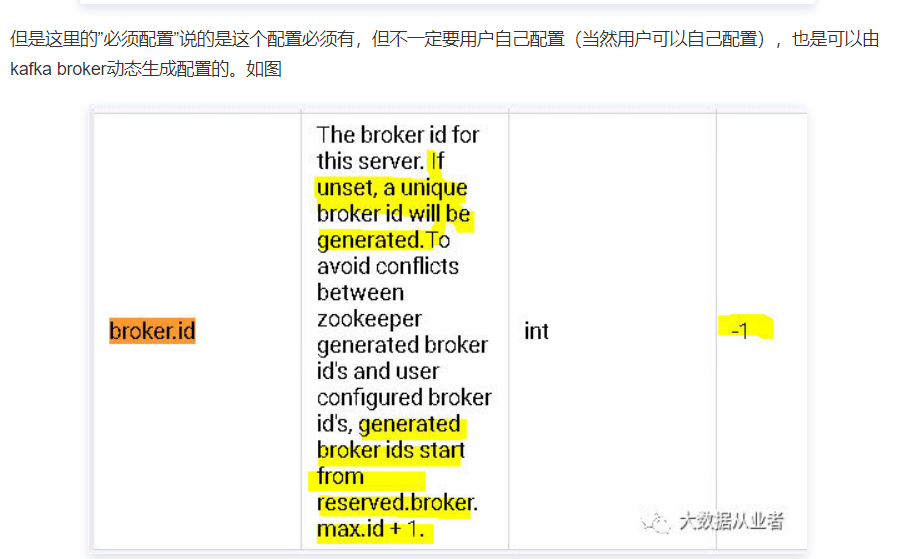 但是这里的”必须配置”说的是这个配置必须有，但不一定要用户自己配置（当然用户可以自己配置），也是可以由
kafka broker动态生成配置的。如图
broker.id
The broker id for
this server. If
unset, a unique
broker id will be
generated.To
avoid conflicts
between
zookeeper
generated broker
id's and user
configured broker
id's, generated
broker ids start
from
reserved.broker.
max.id + 1.
int
-1
大数据从业者